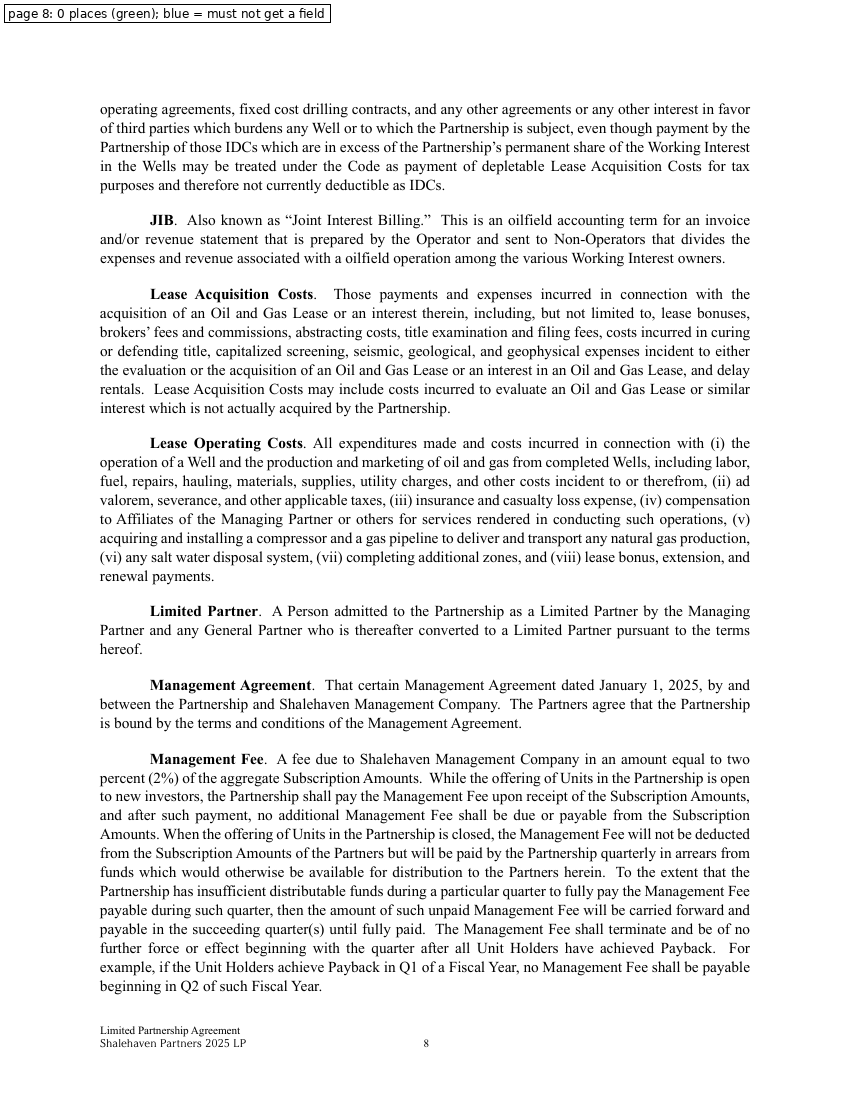 page 8: 0 places (green); blue = must not get a field
operating agreements, fixed cost drilling contracts, and any other agreements or any other interest in favor
of third parties which burdens any Well or to which the Partnership is subject, even though payment by the
Partnership of those IDCs which are in excess of the Partnership’s permanent share of the Working Interest
in the Wells may be treated under the Code as payment of depletable Lease Acquisition Costs for tax
purposes and therefore not currently deductible as IDCs.
JIB. Also known as “Joint Interest Billing.” This is an oilfield accounting term for an invoice
and/or revenue statement that is prepared by the Operator and sent to Non-Operators that divides the
expenses and revenue associated with a oilfield operation among the various Working Interest owners.
Lease Acquisition Costs. Those payments and expenses incurred in connection with the
acquisition of an Oil and Gas Lease or an interest therein, including, but not limited to, lease bonuses,
brokers’ fees and commissions, abstracting costs, title examination and filing fees, costs incurred in curing
or defending title, capitalized screening, seismic, geological, and geophysical expenses incident to either
the evaluation or the acquisition of an Oil and Gas Lease or an interest in an Oil and Gas Lease, and delay
rentals. Lease Acquisition Costs may include costs incurred to evaluate an Oil and Gas Lease or similar
interest which is not actually acquired by the Partnership.
Lease Operating Costs. All expenditures made and costs incurred in connection with (i) the
operation of a Well and the production and marketing of oil and gas from completed Wells, including labor,
fuel, repairs, hauling, materials, supplies, utility charges, and other costs incident to or therefrom, (ii) ad
valorem, severance, and other applicable taxes, (iii) insurance and casualty loss expense, (iv) compensation
to Affiliates of the Managing Partner or others for services rendered in conducting such operations, (v)
acquiring and installing a compressor and a gas pipeline to deliver and transport any natural gas production,
(vi) any salt water disposal system, (vii) completing additional zones, and (viii) lease bonus, extension, and
renewal payments.
Limited Partner. A Person admitted to the Partnership as a Limited Partner by the Managing
Partner and any General Partner who is thereafter converted to a Limited Partner pursuant to the terms
hereof.
Management Agreement. That certain Management Agreement dated January 1, 2025, by and
between the Partnership and Shalehaven Management Company. The Partners agree that the Partnership
is bound by the terms and conditions of the Management Agreement.
Management Fee. A fee due to Shalehaven Management Company in an amount equal to two
percent (2%) of the aggregate Subscription Amounts. While the offering of Units in the Partnership is open
to new investors, the Partnership shall pay the Management Fee upon receipt of the Subscription Amounts,
and after such payment, no additional Management Fee shall be due or payable from the Subscription
Amounts. When the offering of Units in the Partnership is closed, the Management Fee will not be deducted
from the Subscription Amounts of the Partners but will be paid by the Partnership quarterly in arrears from
funds which would otherwise be available for distribution to the Partners herein. To the extent that the
Partnership has insufficient distributable funds during a particular quarter to fully pay the Management Fee
payable during such quarter, then the amount of such unpaid Management Fee will be carried forward and
payable in the succeeding quarter(s) until fully paid. The Management Fee shall terminate and be of no
further force or effect beginning with the quarter after all Unit Holders have achieved Payback. For
example, if the Unit Holders achieve Payback in Q1 of a Fiscal Year, no Management Fee shall be payable
beginning in Q2 of such Fiscal Year.
Limited Partnership Agreement
Shalehaven Partners 2025 LP 8